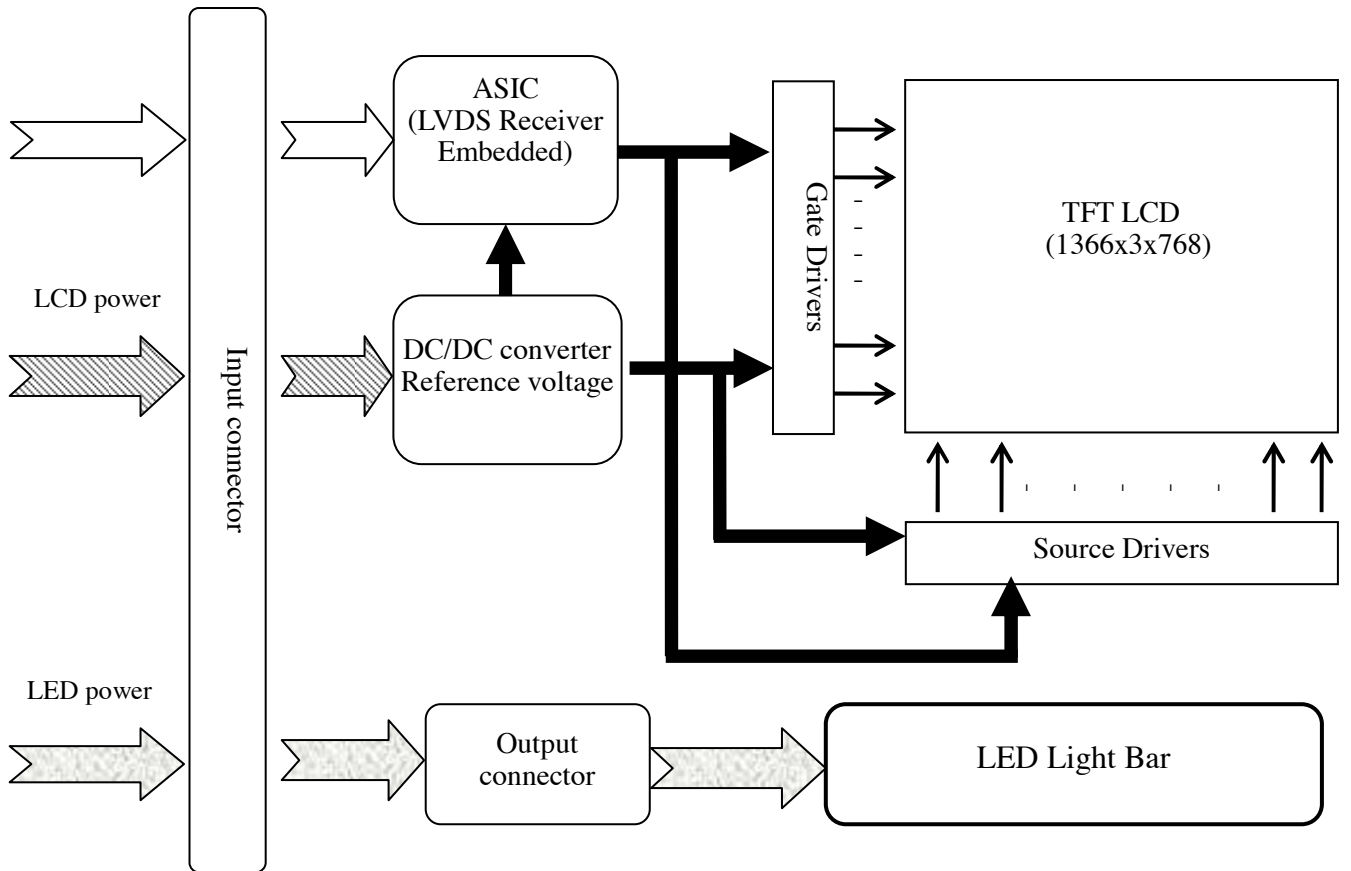 ASIC
(LVDS Receiver
Embedded)
LCD power
DC/DC converter
Reference voltage
Input connector
Gate Drivers
TFT LCD
(1366x3x768)
Source Drivers
LED power
Output
connector
LED Light Bar